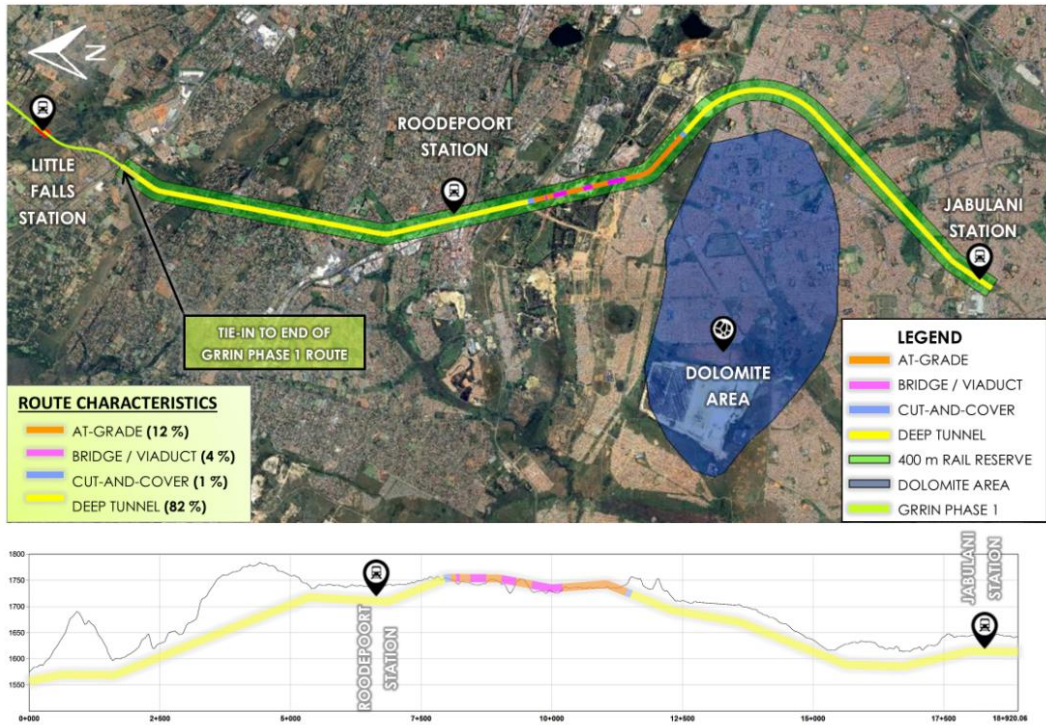 N
LITTLE
FALLS
STATION
ROODEPOORT
STATION
JABULANI
STATION
TIE-IN TO END OF
GRRIN PHASE 1 ROUTE
DOLOMITE
AREA
ROUTE CHARACTERISTICS
AT-GRADE (12 %)
BRIDGE / VIADUCT (4 %)
CUT-AND-COVER (1 %)
DEEP TUNNEL (82 %)
LEGEND
AT-GRADE
BRIDGE / VIADUCT
CUT-AND-COVER
DEEP TUNNEL
400 m RAIL RESERVE
DOLOMITE AREA
GRRIN PHASE 1
1800
1750
1700
1650
1600
1550
ROODEPOORT
STATION
JABULANI
STATION
0+000
2+500
5+000
7+500
10+000
12+500
15+000
17+500
18+920.06